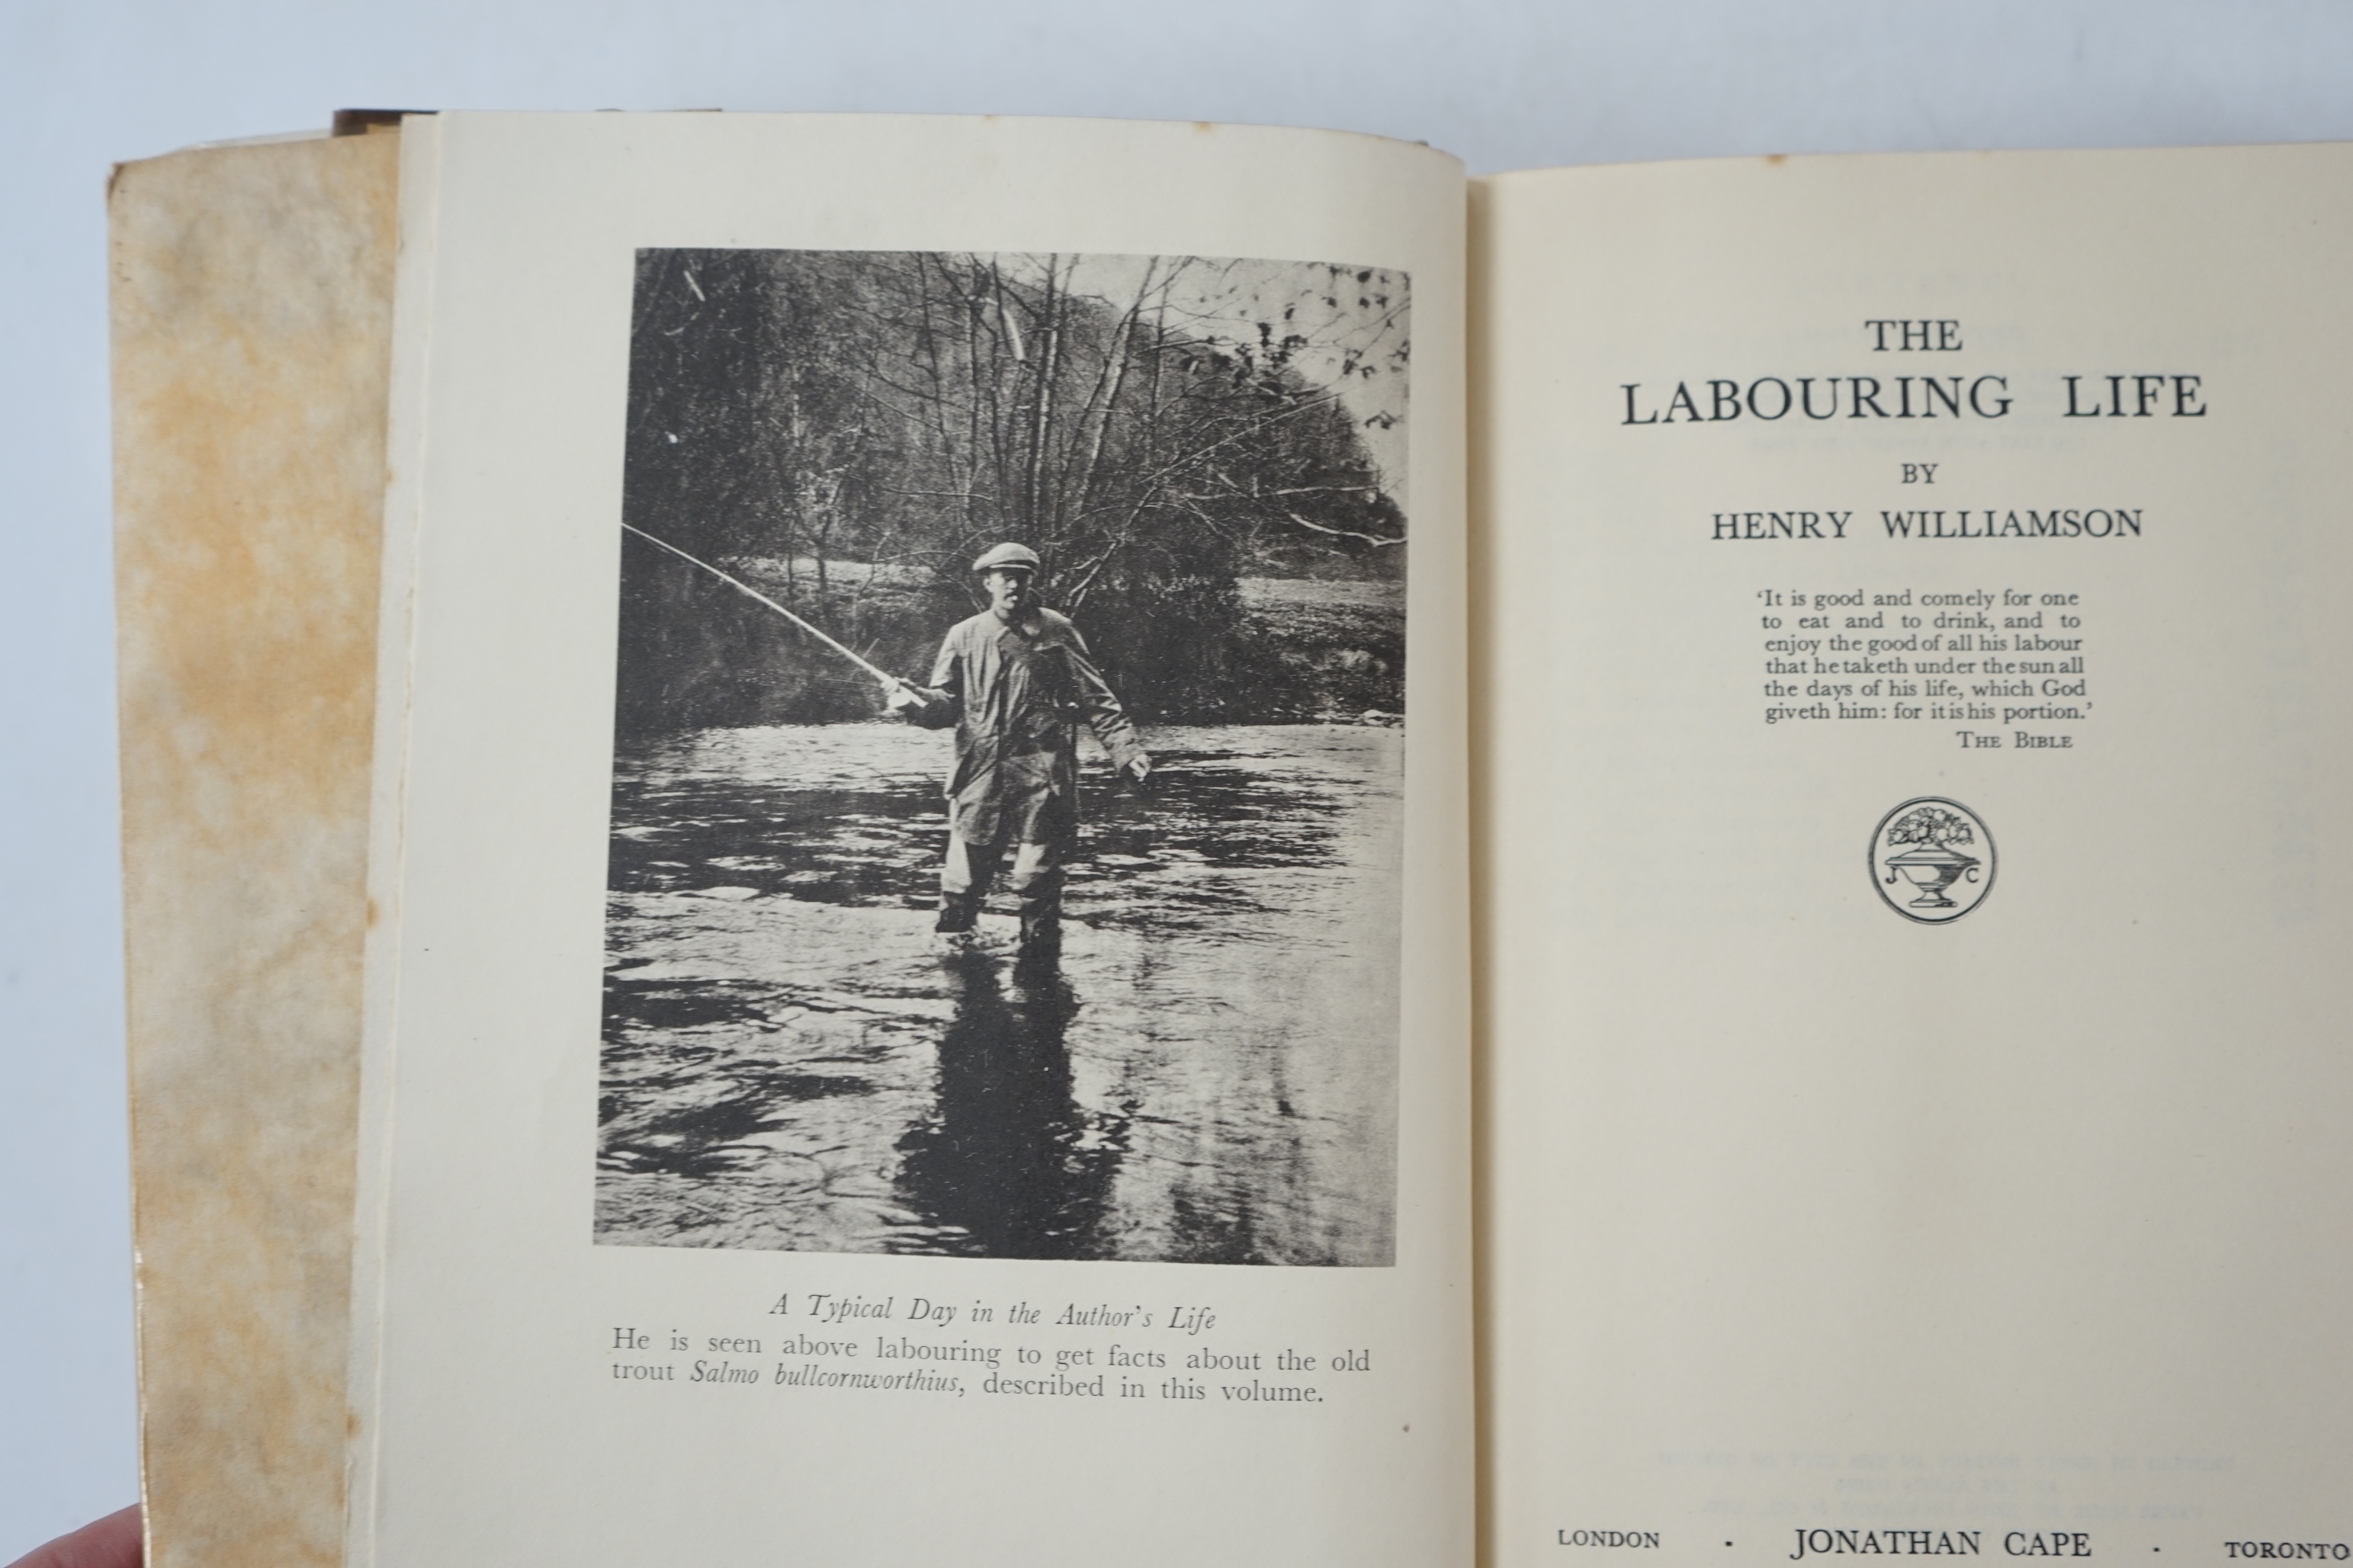 A Typical Day in the Author's Life
He is seen above labouring to get facts about the old
trout Salmo bullcornworthius, described in this volume.
THE
LABOURING LIFE
BY
HENRY WILLIAMSON
‘It is good and comely for one
to eat and to drink, and to
enjoy the good of all his labour
that he taketh under the sun all
the days of his life, which God
giveth him: for it is his portion.’
THE BIBLE
J C
LONDON · JONATHAN CAPE · TORONTO